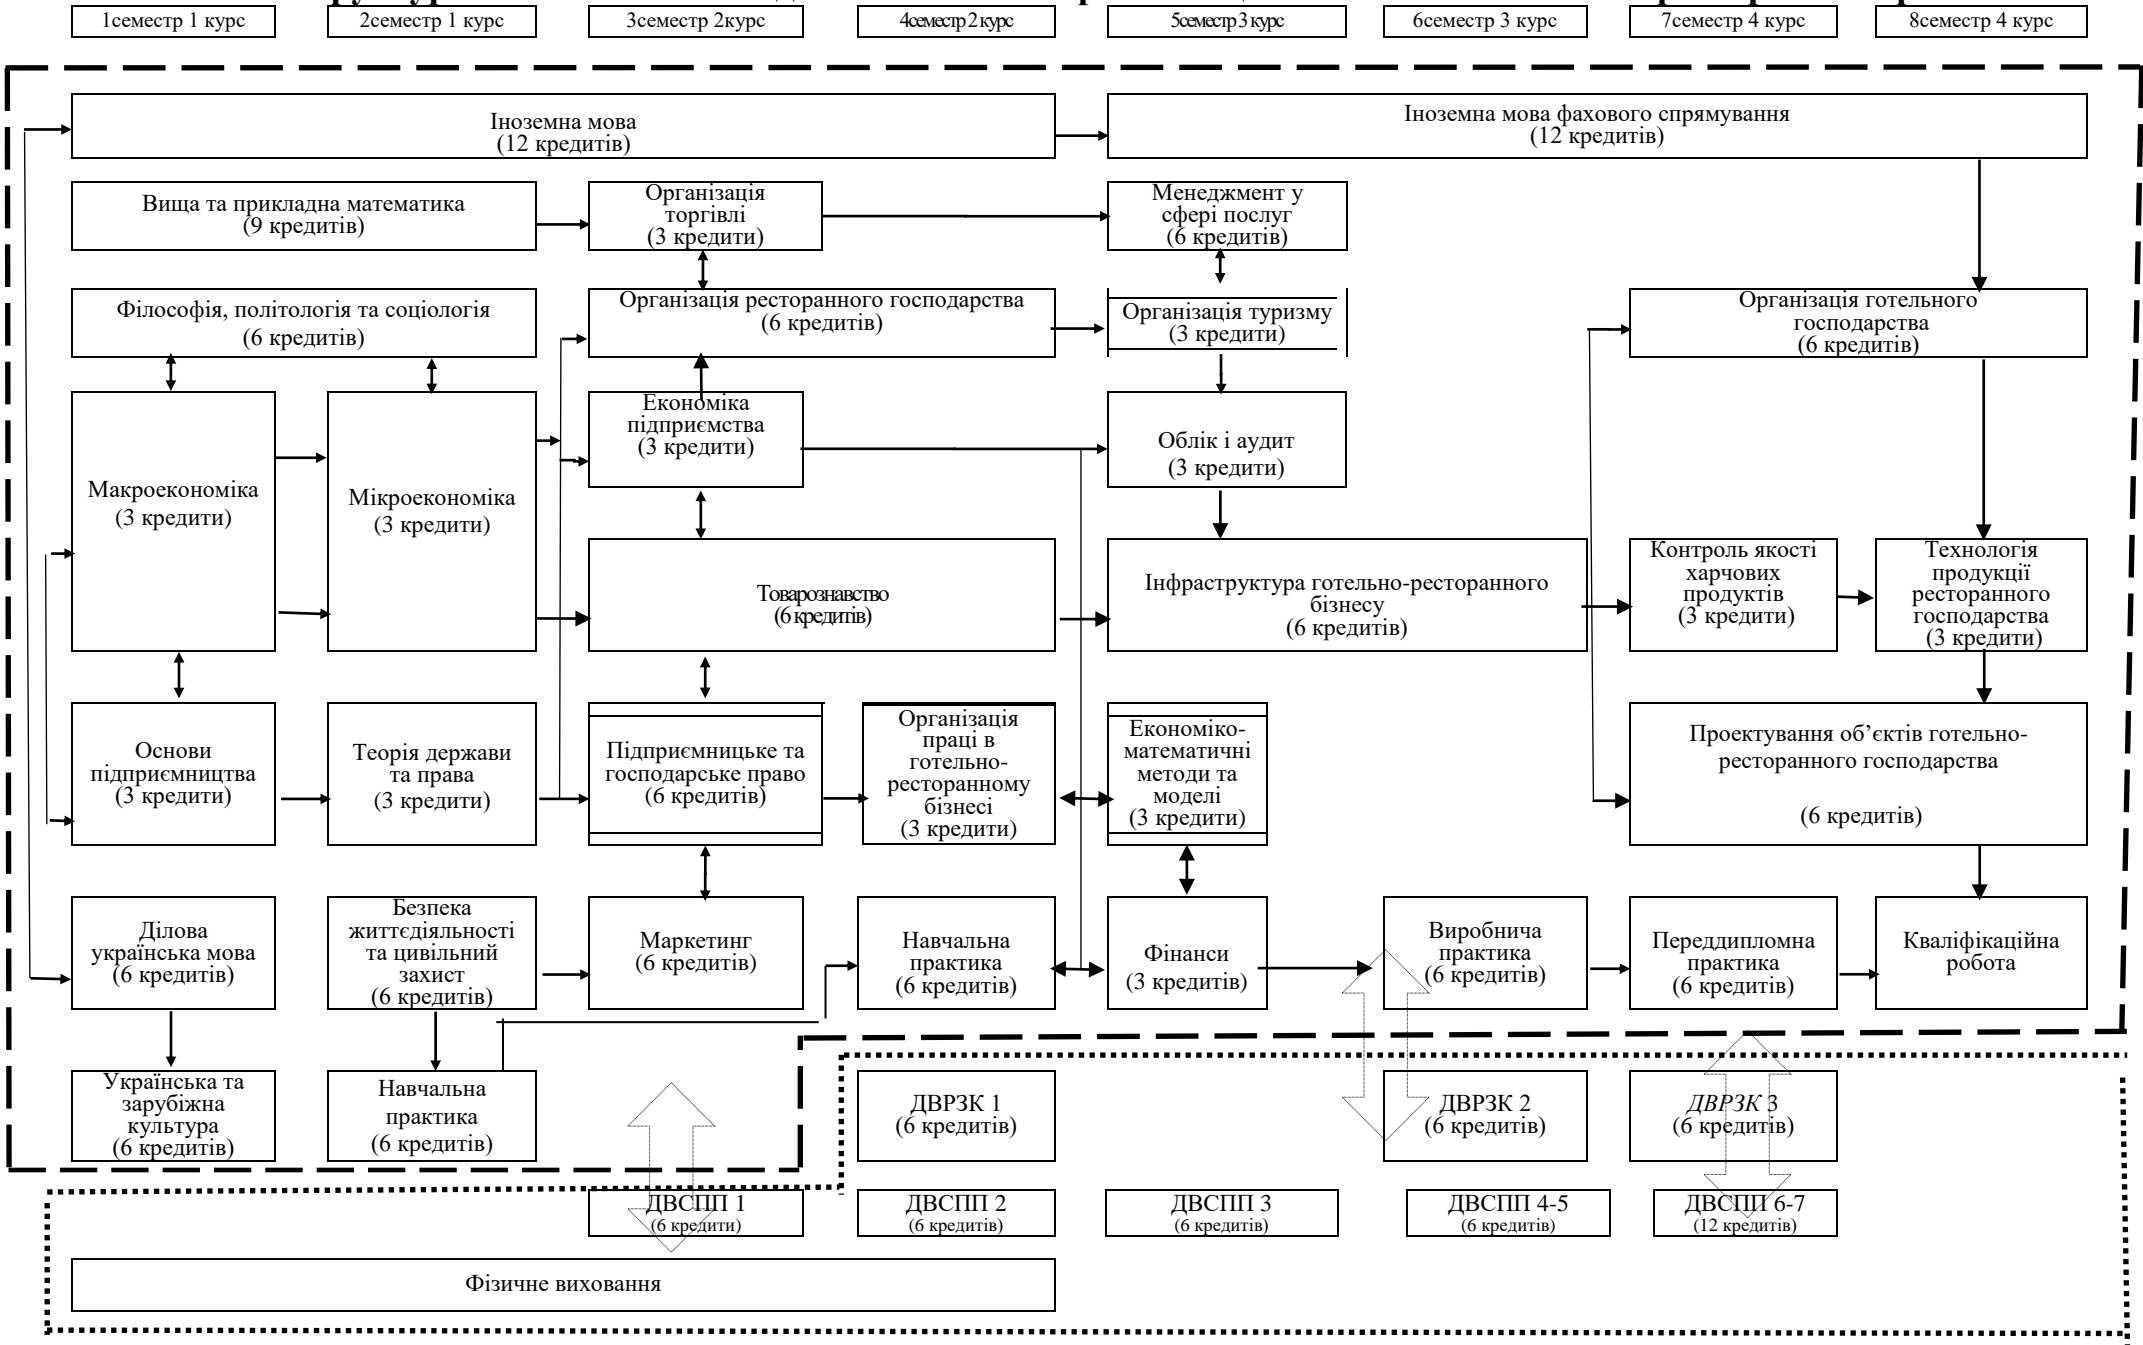 1семестр 1 курс
2семестр 1 курс
3семестр 2курс
4семестр 2 курс
5семестр 3 курс
6семестр 3 курс
7семестр 4 курс
8семестр 4 курс
Іноземна мова
(12 кредитів)
Іноземна мова фахового спрямування
(12 кредитів)
Вища та прикладна математика
(9 кредитів)
Організація
торгівлі
(3 кредити)
Менеджмент у
сфері послуг
(6 кредитів)
Філософія, політологія та соціологія
(6 кредитів)
Організація ресторанного господарства
(6 кредитів)
Організація туризму
(3 кредити)
Організація готельного
господарства
(6 кредитів)
Макроекономіка
(3 кредити)
Мікроекономіка
(3 кредити)
Економіка
підприємства
(3 кредити)
Облік і аудит
(3 кредити)
Товарознавство
(6 кредитів)
Інфраструктура готельно-ресторанного
бізнесу
(6 кредитів)
Контроль якості
харчових
продуктів
(3 кредити)
Технологія
продукції
ресторанного
господарства
(3 кредити)
Основи
підприємництва
(3 кредити)
Теорія держави
та права
(3 кредити)
Підприємницьке та
господарське право
(6 кредитів)
Організація
праці в
готельно-
ресторанному
бізнесі
(3 кредити)
Економіко-
математичні
методи та
моделі
(3 кредити)
Проектування об’єктів готельно-
ресторанного господарства
(6 кредитів)
Ділова
українська мова
(6 кредитів)
Безпека
життєдіяльності
та цивільний
захист
(6 кредитів)
Маркетинг
(6 кредитів)
Навчальна
практика
(6 кредитів)
Фінанси
(3 кредитів)
Виробнича
практика
(6 кредитів)
Переддипломна
практика
(6 кредитів)
Кваліфікаційна
робота
Українська та
зарубіжна
культура
(6 кредитів)
Навчальна
практика
(6 кредитів)
ДВРЗК 1
(6 кредитів)
ДВРЗК 2
(6 кредитів)
ДВРЗК 3
(6 кредитів)
ДВСПП 1
(6 кредити)
ДВСПП 2
(6 кредитів)
ДВСПП 3
(6 кредитів)
ДВСПП 4-5
(6 кредитів)
ДВСПП 6-7
(12 кредитів)
Фізичне виховання